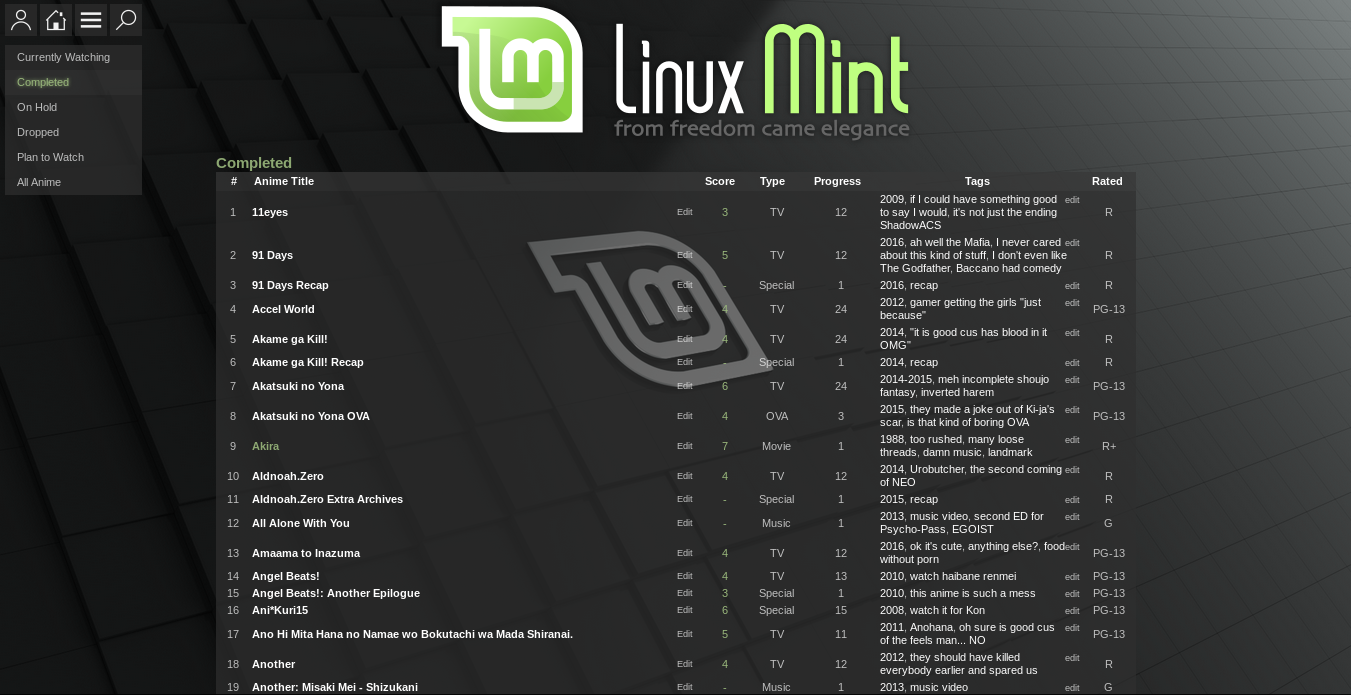 Linux Mint
from freedom came elegance
Currently Watching
Completed
On Hold
Dropped
Plan to Watch
All Anime
Completed
# Anime Title Score Type Progress Tags Rated
1 11eyes Edit 3 TV 12 2009, if I could have something good edit R
to say I would, it's not just the ending
ShadowACS
2 91 Days Edit 5 TV 12 2016, ah well the Mafia, I never cared edit R
about this kind of stuff, I don't even like
The Godfather, Baccano had comedy
3 91 Days Recap Edit - Special 1 2016, recap edit R
4 Accel World Edit 4 TV 24 2012, gamer getting the girls "just edit PG-13
because"
5 Akame ga Kill! Edit 4 TV 24 2014, "it is good cus has blood in it edit R
OMG"
6 Akame ga Kill! Recap Edit - Special 1 2014, recap edit R
7 Akatsuki no Yona Edit 6 TV 24 2014-2015, meh incomplete shoujo edit PG-13
fantasy, inverted harem
8 Akatsuki no Yona OVA Edit 4 OVA 3 2015, they made a joke out of Ki-ja's edit PG-13
scar, is that kind of boring OVA
9 Akira Edit 7 Movie 1 1988, too rushed, many loose edit R+
threads, damn music, landmark
10 Aldnoah.Zero Edit 4 TV 12 2014, Urobutcher, the second coming edit R
of NEO
11 Aldnoah.Zero Extra Archives Edit - Special 1 2015, recap edit R
12 All Alone With You Edit - Music 1 2013, music video, second ED for edit G
Psycho-Pass, EGOIST
13 Amaama to Inazuma Edit 4 TV 12 2016, ok it's cute, anything else?, food edit PG-13
without porn
14 Angel Beats! Edit 4 TV 13 2010, watch haibane renmei edit PG-13
15 Angel Beats!: Another Epilogue Edit 3 Special 1 2010, this anime is such a mess edit PG-13
16 Ani*Kuri15 Edit 6 Special 15 2008, watch it for Kon edit PG-13
17 Ano Hi Mita Hana no Namae wo Bokutachi wa Mada Shiranai. Edit 5 TV 11 2011, Anohana, oh sure is good cus edit PG-13
of the feels man... NO
18 Another Edit 4 TV 12 2012, they should have killed edit R
everybody earlier and spared us
19 Another: Misaki Mei - Shizukani Edit - Music 1 2013, music video edit G